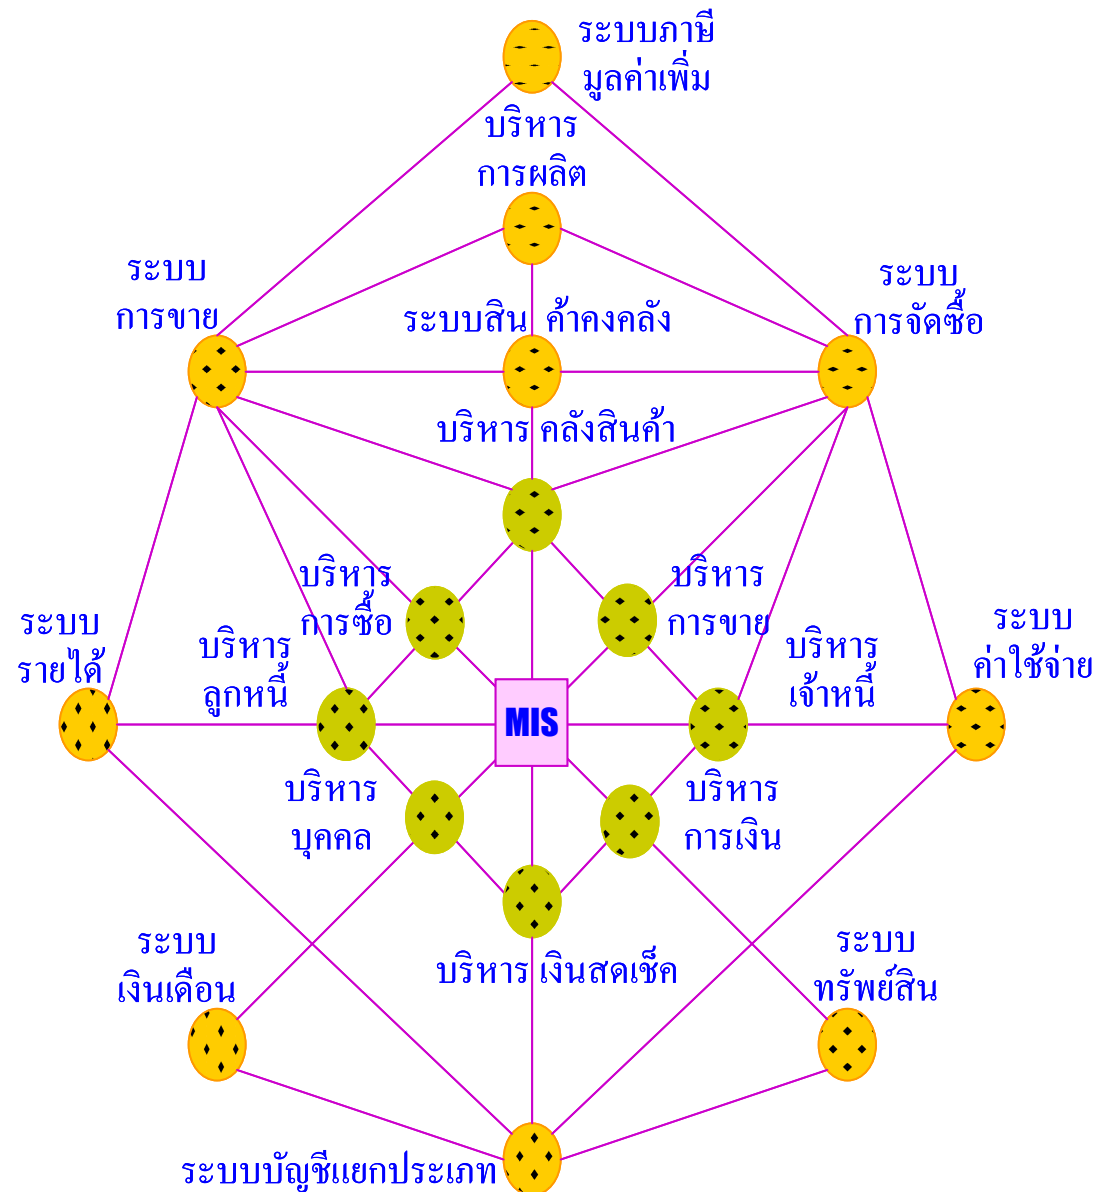 ระบบภาษี
มูลค่าเพิ่ม
บริหาร
การผลิต
ระบบ
การขาย
ระบบสิน ค้าคงคลัง
ระบบ
การจัดซื้อ
บริหาร คลังสินค้า
บริหาร
การซื้อ
บริหาร
การขาย
ระบบ
รายได้
บริหาร
ลูกหนี้
บริหาร
เจ้าหนี้
ระบบ
ค่าใช้จ่าย
MIS
บริหาร
บุคคล
บริหาร
การเงิน
ระบบ
เงินเดือน
บริหาร เงินสดเช็ค
ระบบ
ทรัพย์สิน
ระบบบัญชีแยกประเภท